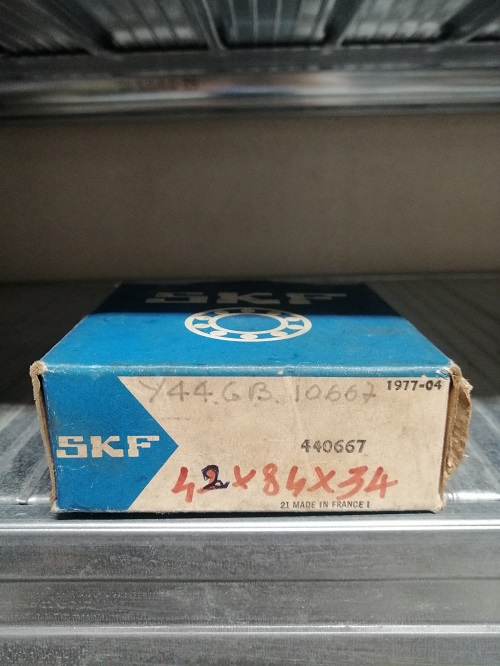 SKF
1977-04
Y44.GB.10667
SKF
440667
42x84x34
21 MADE IN FRANCE I